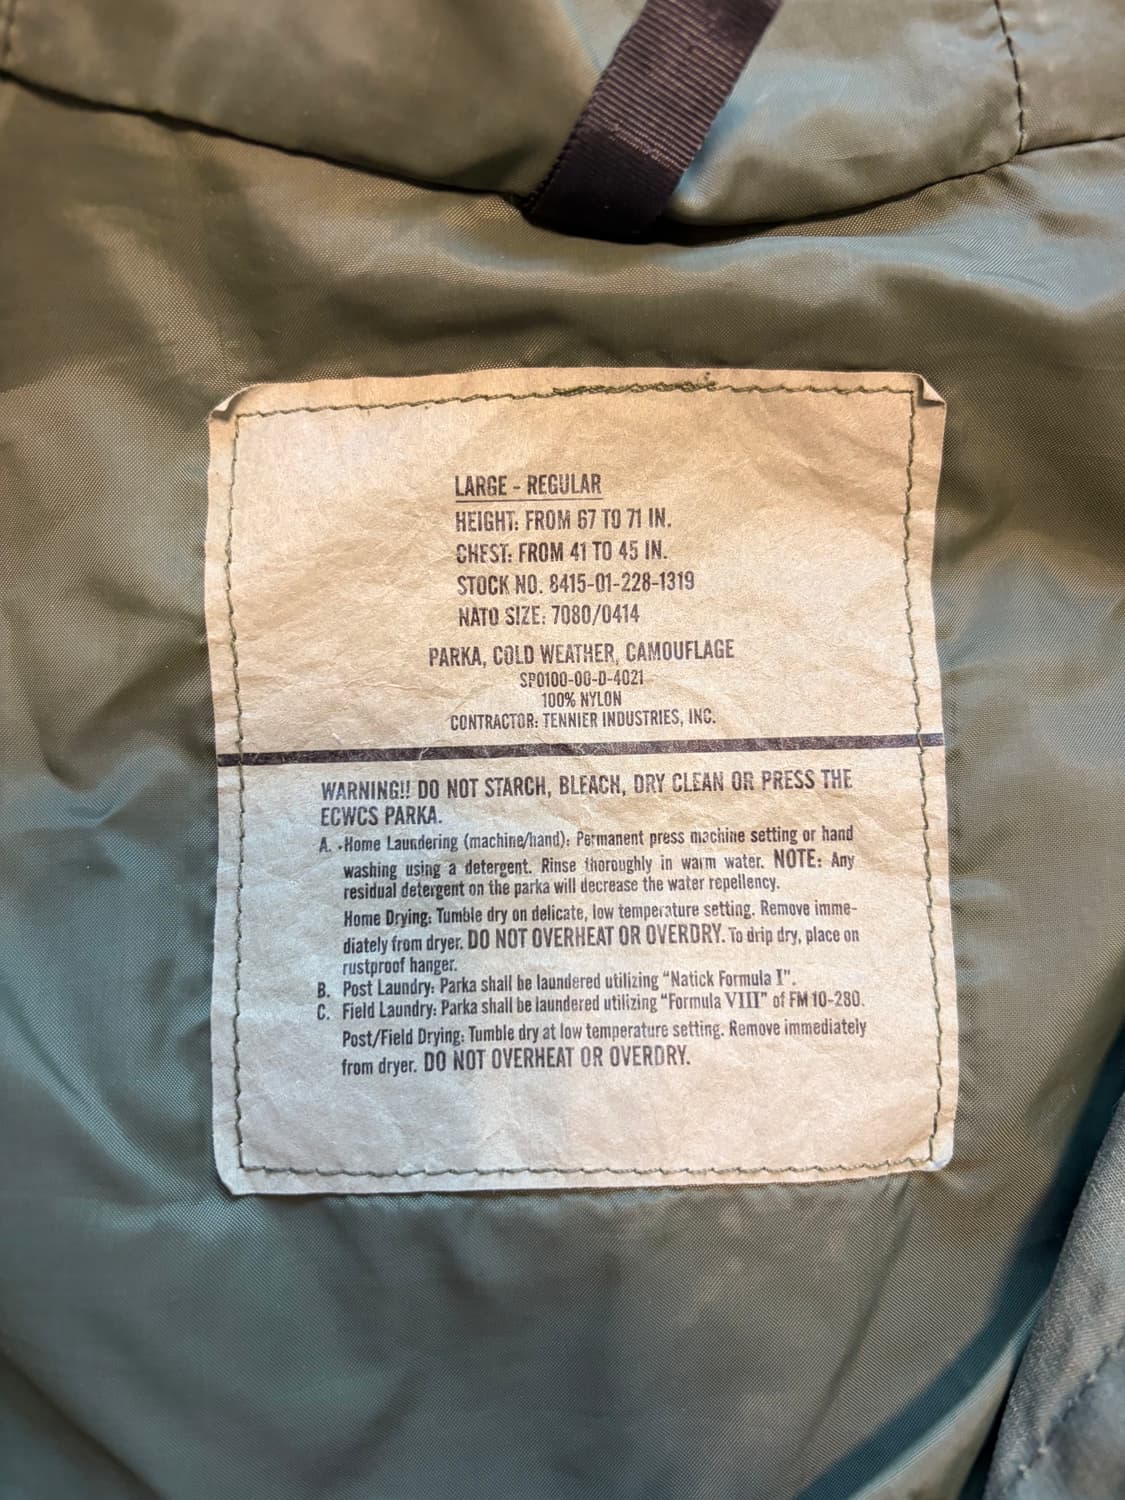 LARGE - REGULAR
HEIGHT: FROM 67 TO 71 IN.
CHEST: FROM 41 TO 45 IN.
STOCK NO. 8415-01-228-1319
NATO SIZE: 7080/0414
PARKA, COLD WEATHER, CAMOUFLAGE
SPO100-00-D-4021
100% NYLON
CONTRACTOR: TENNIER INDUSTRIES, INC.
WARNING!! DO NOT STARCH, BLEACH, DRY CLEAN OR PRESS THE
ECWCS PARKA.
A. Home Laundering (machine/hand): Permanent press machine setting or hand
washing using a detergent. Rinse thoroughly in warm water. NOTE: Any
residual detergent on the parka will decrease the water repellency.
Home Drying: Tumble dry on delicate, low temperature setting. Remove imme-
diately from dryer. DO NOT OVERHEAT OR OVERDRY. To drip dry, place on
rustproof hanger.
B. Post Laundry: Parka shall be laundered utilizing "Natick Formula I".
C. Field Laundry: Parka shall be laundered utilizing "Formula VIII" of FM 10-280.
Post/Field Drying: Tumble dry at low temperature setting. Remove immediately
from dryer. DO NOT OVERHEAT OR OVERDRY.